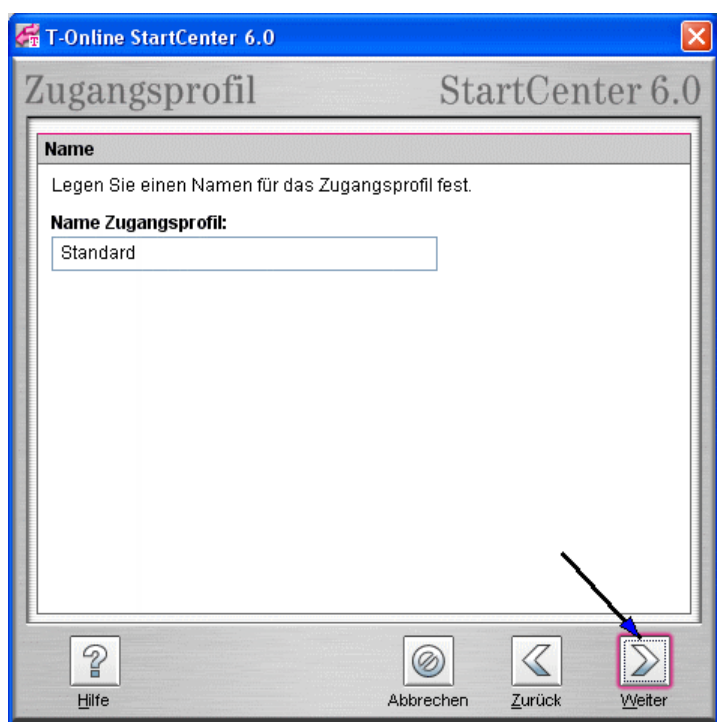 T-Online StartCenter 6.0
Zugangsprofil StartCenter 6.0
Name
Legen Sie einen Namen für das Zugangsprofil fest.
Name Zugangsprofil:
Standard
Hilfe Abbrechen Zurück Weiter